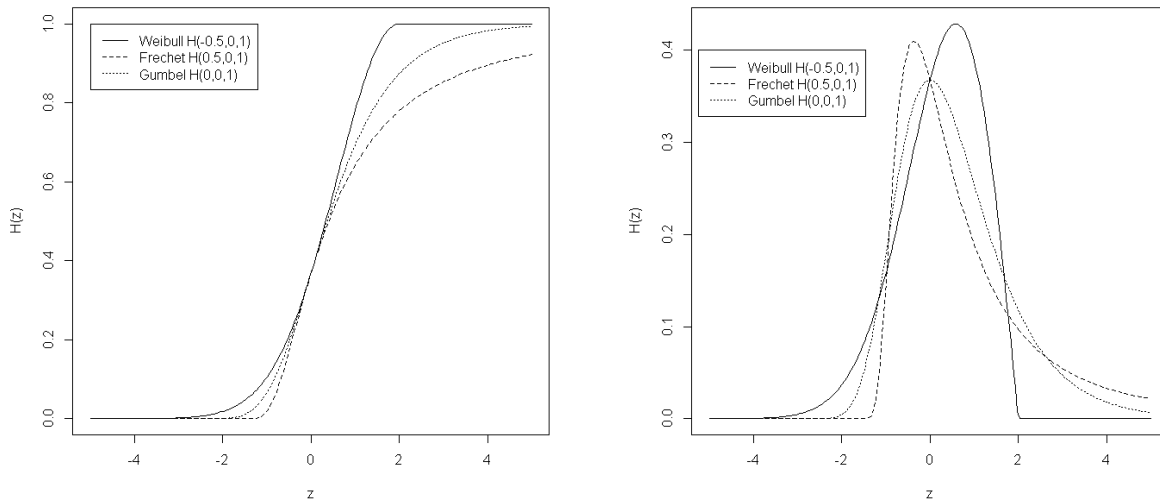 Weibull H(-0.5,0,1)
Frechet H(0.5,0,1)
Gumbel H(0,0,1)
H(z)
0.0
0.2
0.4
0.6
0.8
1.0
-4
-2
0
2
4
z
Weibull H(-0.5,0,1)
Frechet H(0.5,0,1)
Gumbel H(0,0,1)
H(z)
0.0
0.1
0.2
0.3
0.4
-4
-2
0
2
4
z